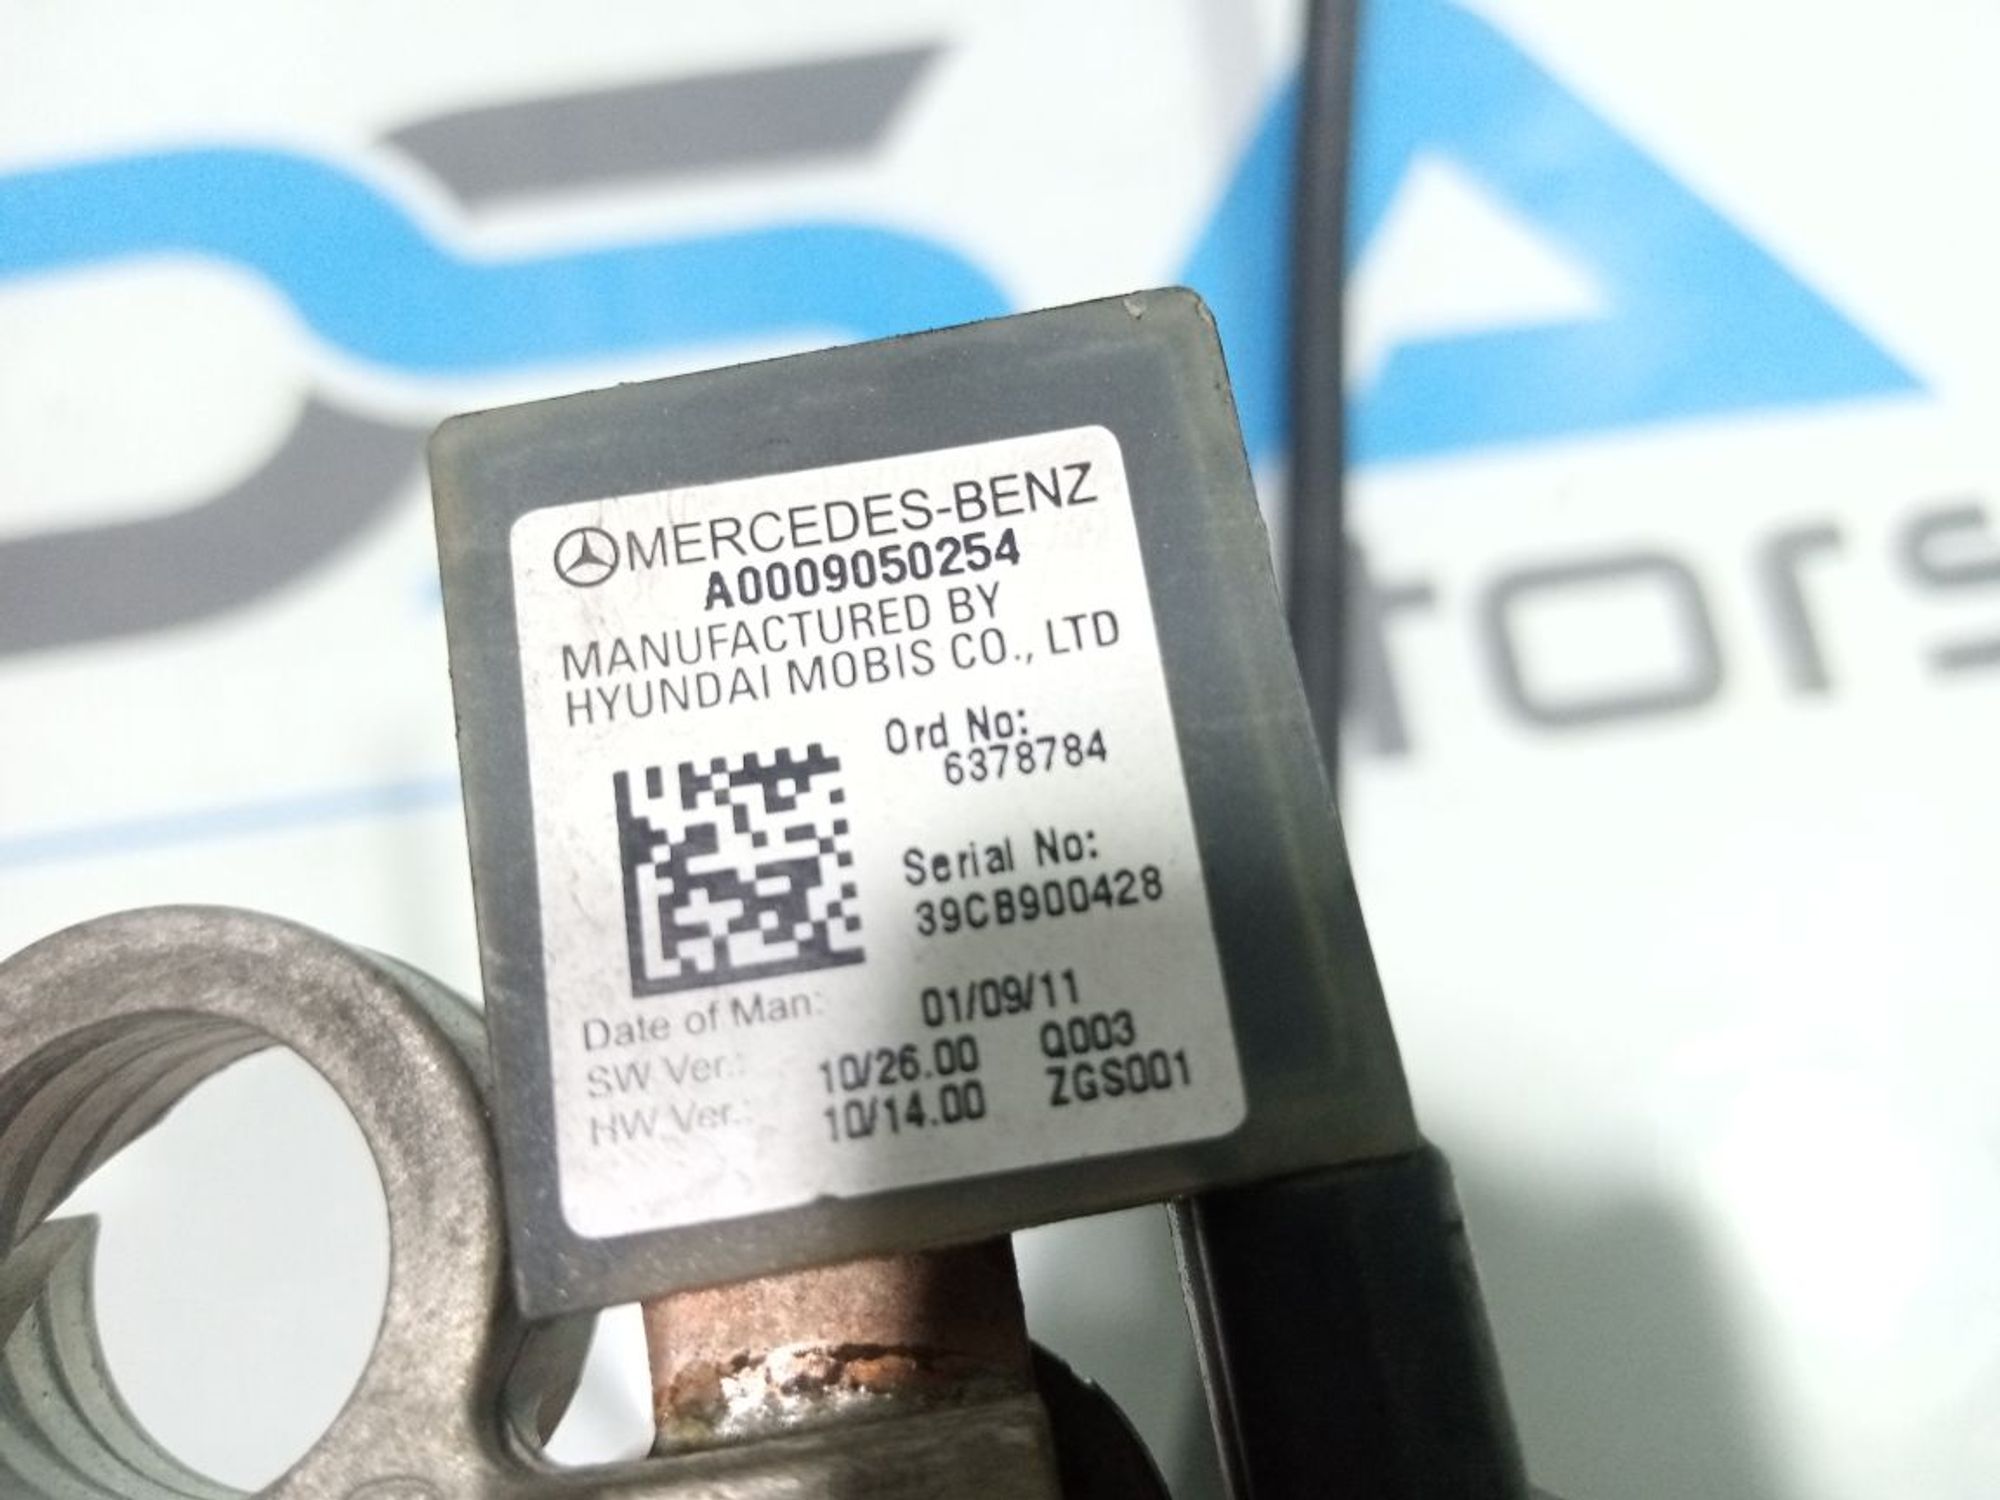 MERCEDES-BENZ
A0009050254
MANUFACTURED BY
HYUNDAI MOBIS CO., LTD
Ord No:
6378784
Serial No:
39CB900428
Date of Man: 01/09/11
SW Ver.: 10/26.00 Q003
HW Ver.: 10/14.00 ZGS001